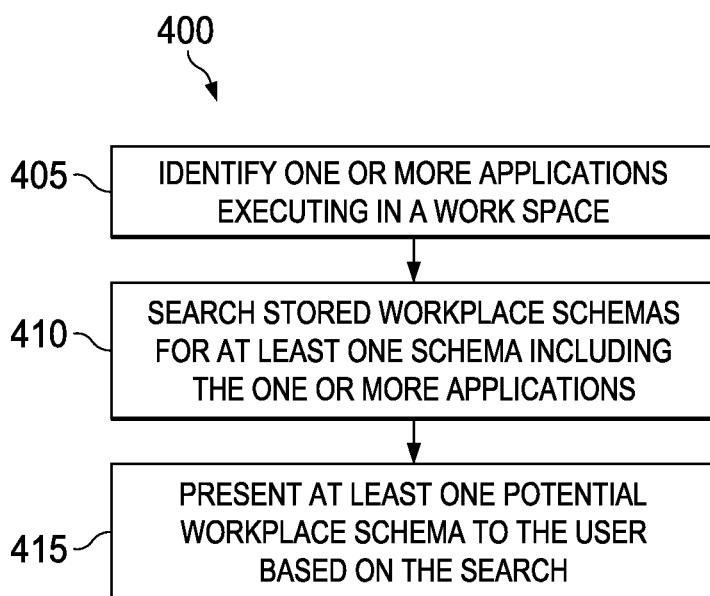 400
405
IDENTIFY ONE OR MORE APPLICATIONS
EXECUTING IN A WORK SPACE
410
SEARCH STORED WORKPLACE SCHEMAS
FOR AT LEAST ONE SCHEMA INCLUDING
THE ONE OR MORE APPLICATIONS
415
PRESENT AT LEAST ONE POTENTIAL
WORKPLACE SCHEMA TO THE USER
BASED ON THE SEARCH